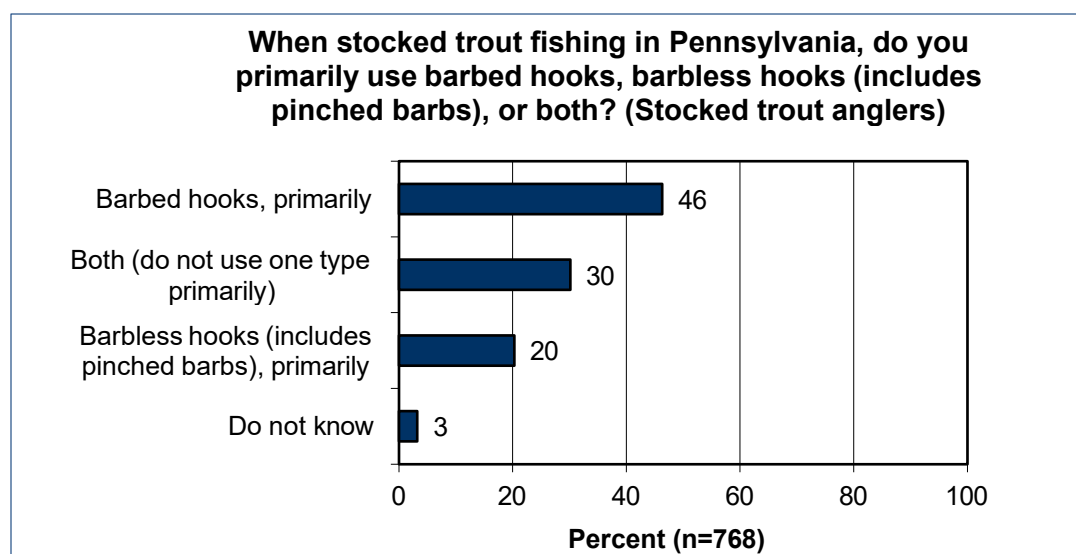 When stocked trout fishing in Pennsylvania, do you
primarily use barbed hooks, barbless hooks (includes
pinched barbs), or both? (Stocked trout anglers)
Barbed hooks, primarily
46
Both (do not use one type
primarily)
30
Barbless hooks (includes
pinched barbs), primarily
20
Do not know
3
0 20 40 60 80 100
Percent (n=768)